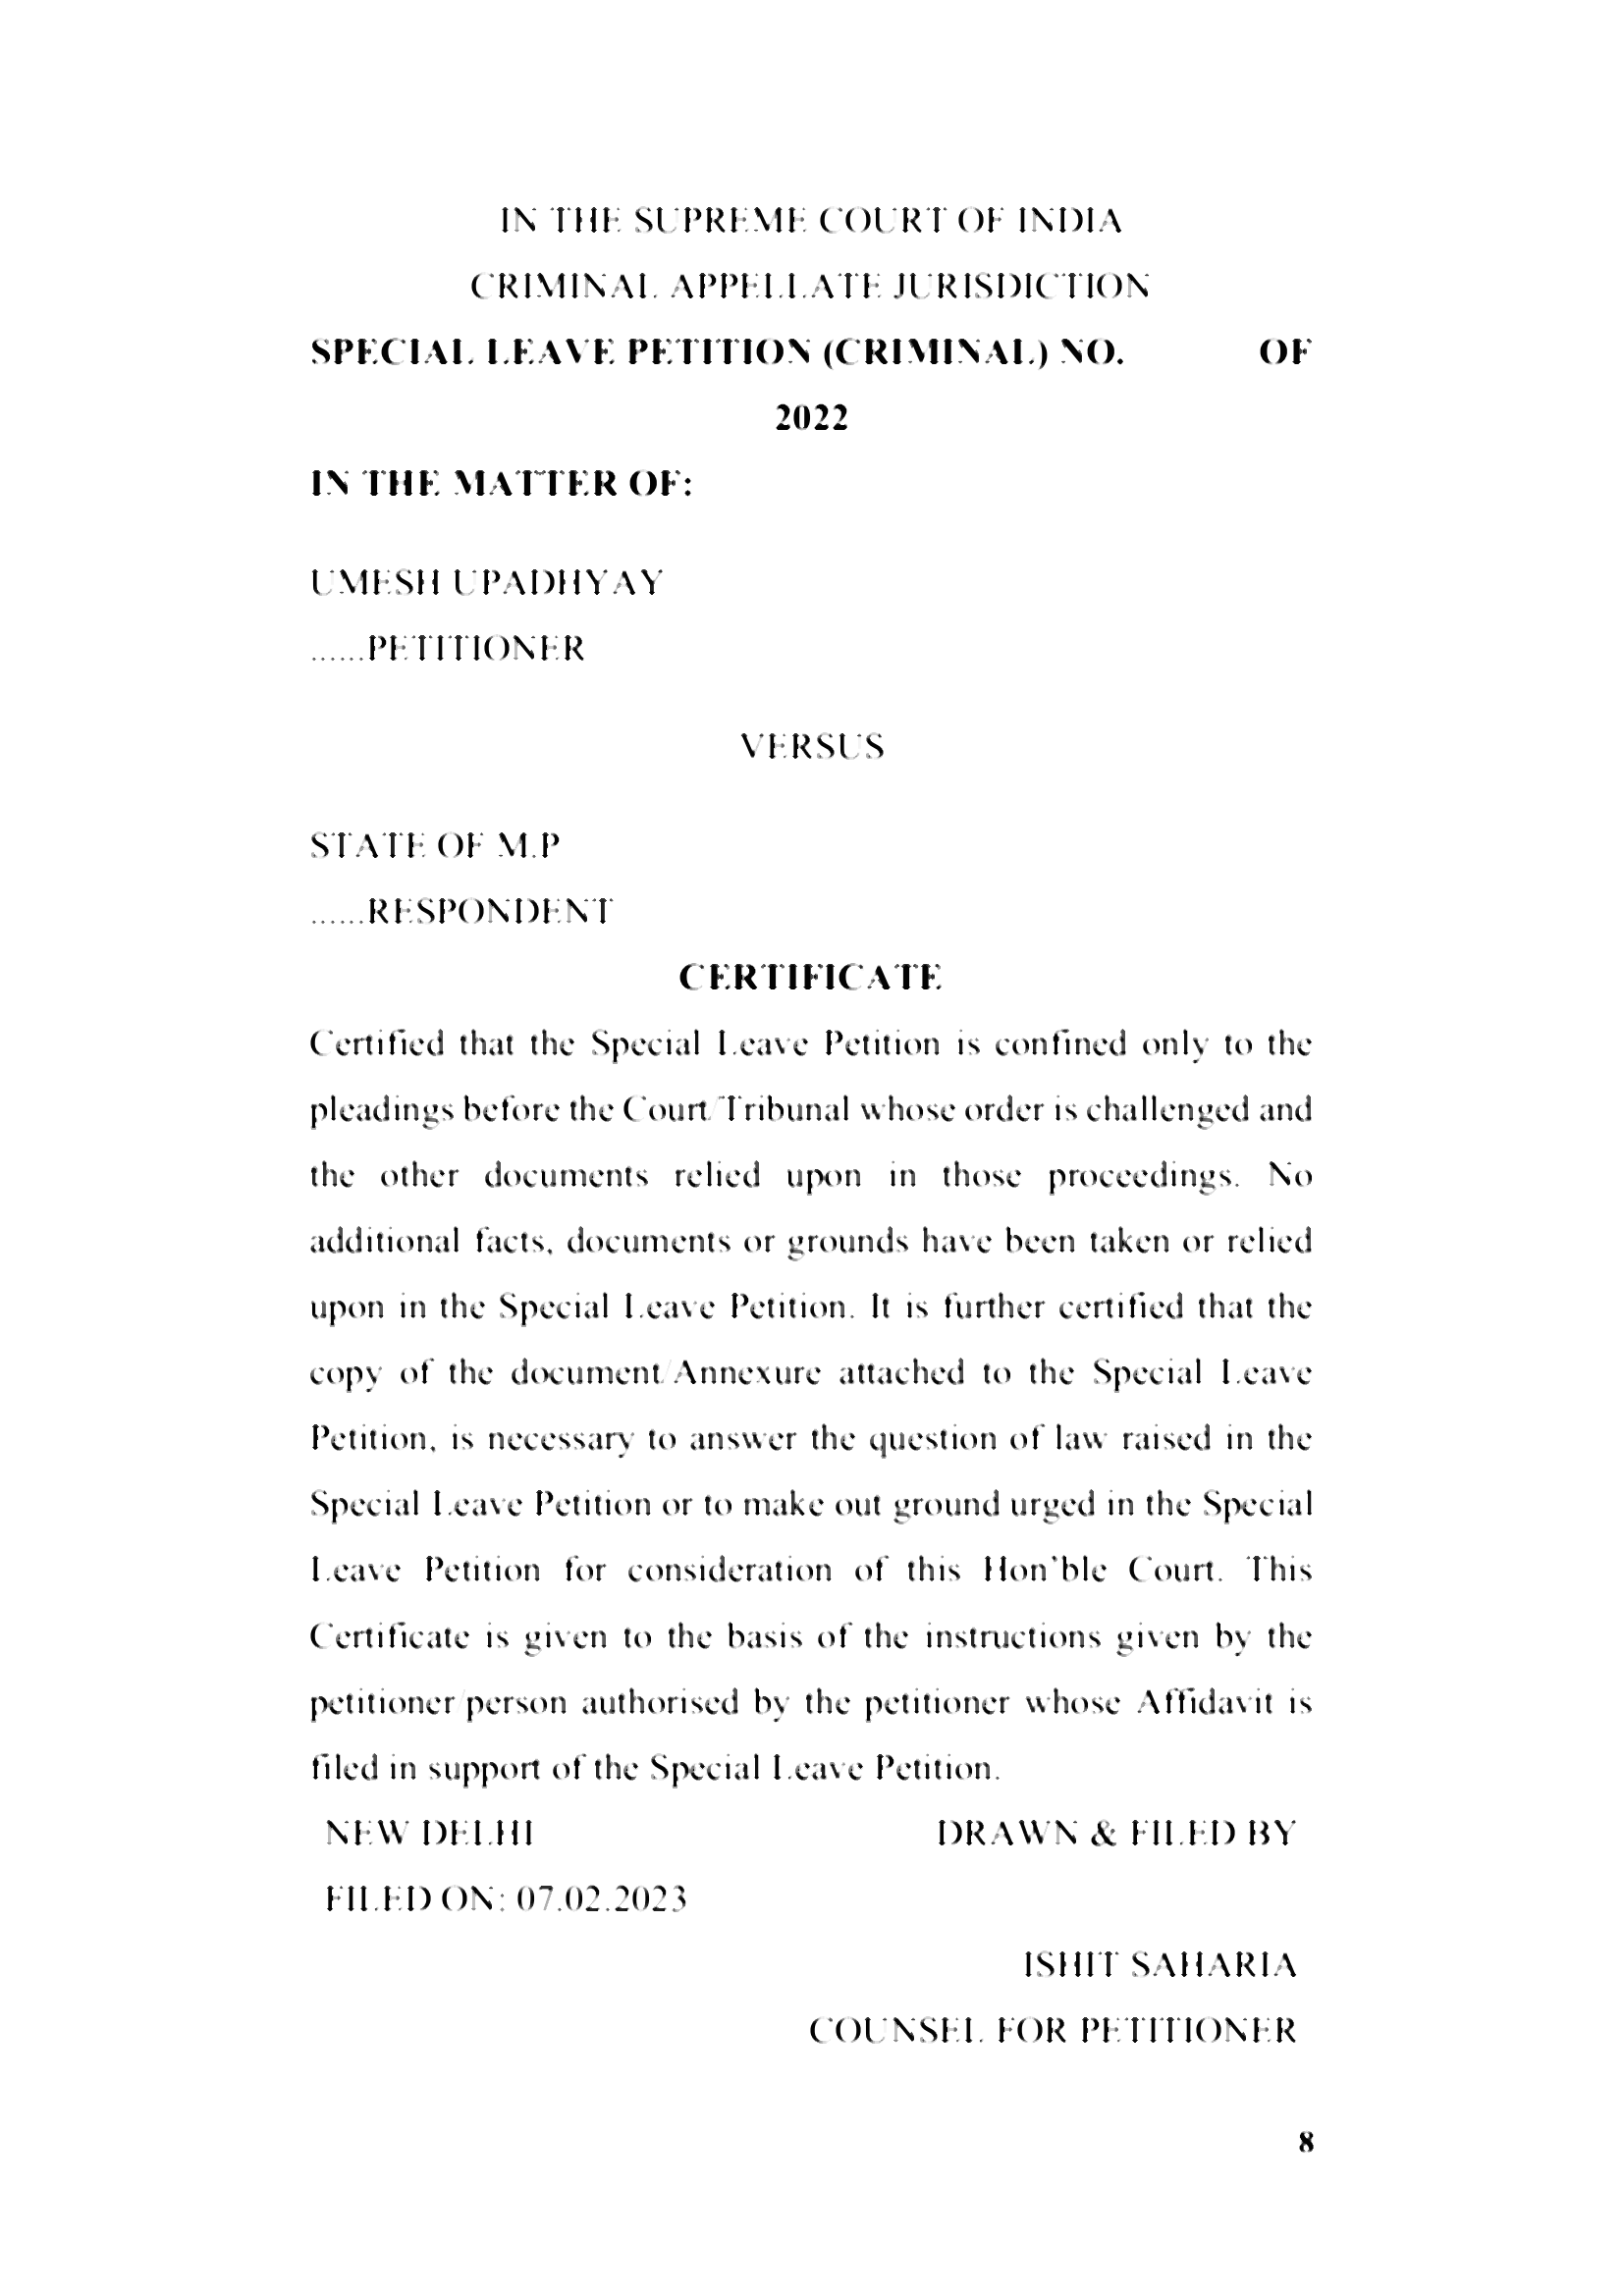 IN THE SUPREME COURT OF INDIA
CRIMINAL APPELLATE JURISDICTION
SPECIAL LEAVE PETITION (CRIMINAL) NO. OF
2022
IN THE MATTER OF:
UMESH UPADHYAY
......PETITIONER
VERSUS
STATE OF M.P
......RESPONDENT
CERTIFICATE
Certified that the Special Leave Petition is confined only to the
pleadings before the Court/Tribunal whose order is challenged and
the other documents relied upon in those proceedings. No
additional facts, documents or grounds have been taken or relied
upon in the Special Leave Petition. It is further certified that the
copy of the document/Annexure attached to the Special Leave
Petition, is necessary to answer the question of law raised in the
Special Leave Petition or to make out ground urged in the Special
Leave Petition for consideration of this Hon'ble Court. This
Certificate is given to the basis of the instructions given by the
petitioner/person authorised by the petitioner whose Affidavit is
filed in support of the Special Leave Petition.
NEW DELHI DRAWN & FILED BY
FILED ON: 07.02.2023
ISHIT SAHARIA
COUNSEL FOR PETITIONER
8